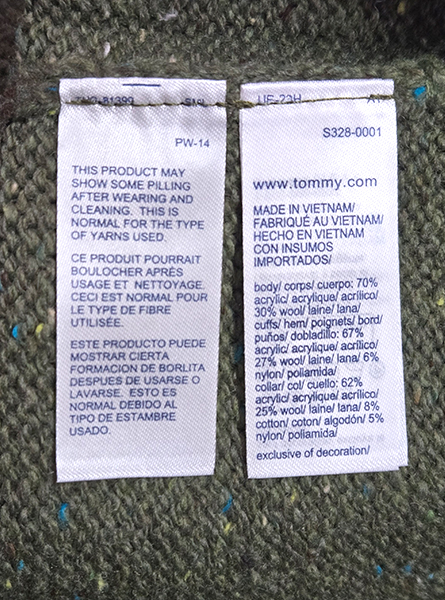 PW-14
THIS PRODUCT MAY
SHOW SOME PILLING
AFTER WEARING AND
CLEANING. THIS IS
NORMAL FOR THE TYPE
OF YARNS USED.
CE PRODUIT POURRAIT
BOULOCHER APRÈS
USAGE ET NETTOYAGE.
CECI EST NORMAL POUR
LE TYPE DE FIBRE
UTILISÉE.
ESTE PRODUCTO PUEDE
MOSTRAR CIERTA
FORMACION DE BORLITA
DESPUES DE USARSE O
LAVARSE. ESTO ES
NORMAL DEBIDO AL
TIPO DE ESTAMBRE
USADO.
S328-0001
www.tommy.com
MADE IN VIETNAM/
FABRIQUÉ AU VIETNAM/
HECHO EN VIETNAM
CON INSUMOS
IMPORTADOS/
body/ corps/ cuerpo: 70%
acrylic/ acrylique/ acrílico/
30% wool/ laine/ lana/
cuffs/ hem/ poignets/ bord/
puños/ dobladillo: 67%
acrylic/ acrylique/ acrílico/
27% wool/ laine/ lana/ 6%
nylon/ poliamida/
collar/ col/ cuello: 62%
acrylic/ acrylique/ acrílico/
25% wool/ laine/ lana/ 8%
cotton/ coton/ algodón/ 5%
nylon/ poliamida/
exclusive of decoration/